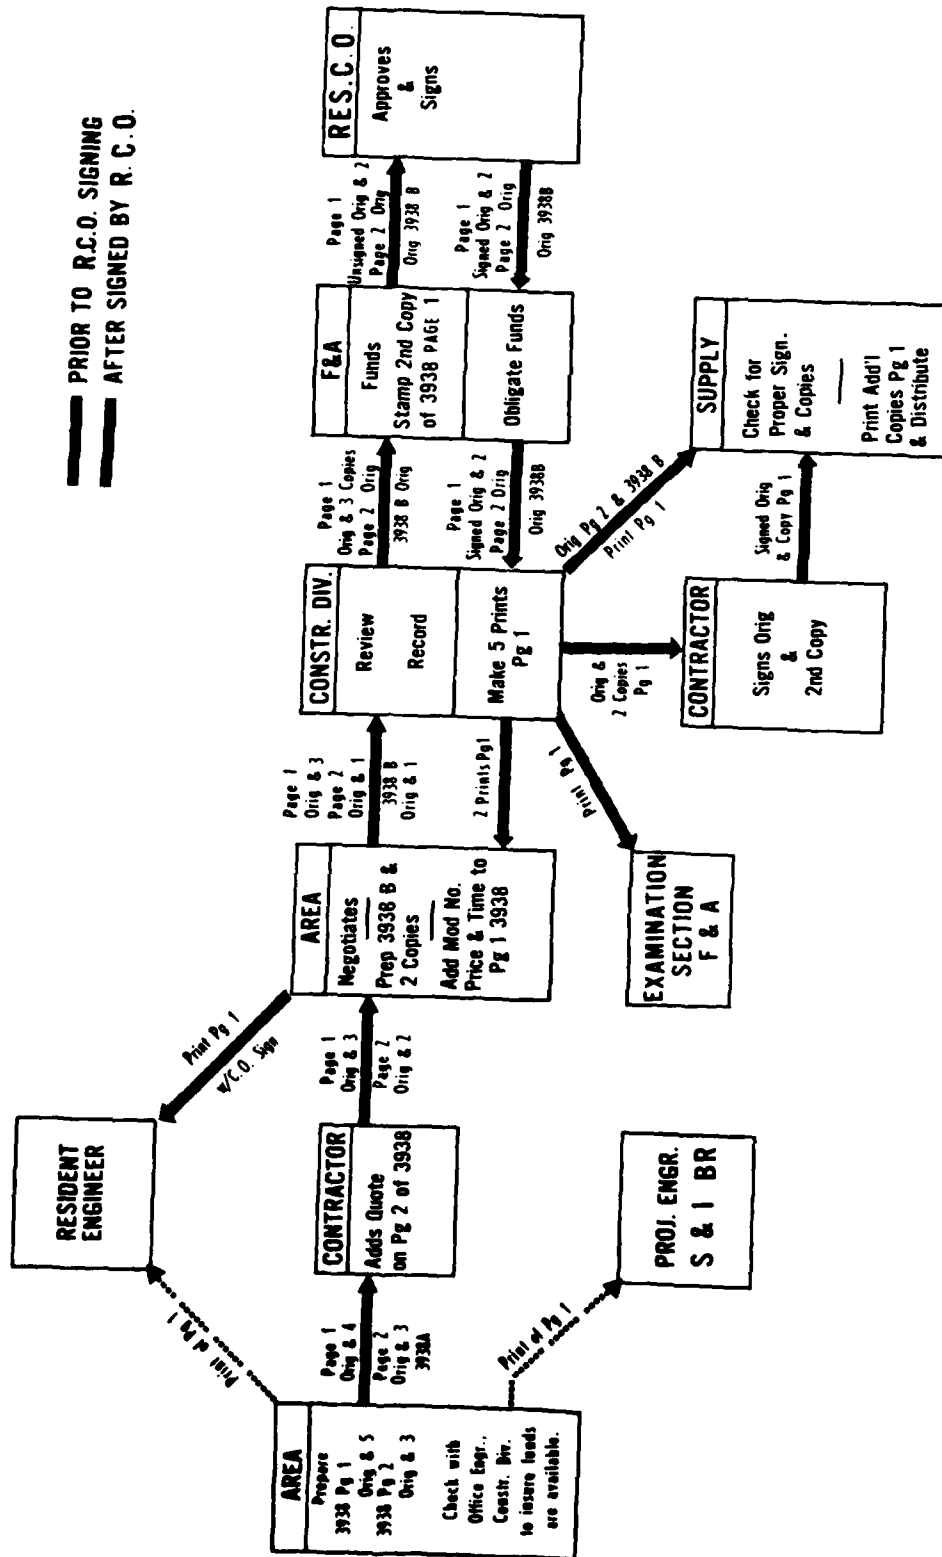 PRIOR TO R.C.O. SIGNING
AFTER SIGNED BY R.C.O.
AREA
Prepare
3938 Pg 1
Orig & 5
3938 Pg 2
Orig & 3
Check with
Office Engr.,
Constr. Div.
to insure funds
are available.
Print of Pg 1
RESIDENT
ENGINEER
Print of Pg 1
PROJ. ENGR.
S & I BR
Page 1
Orig & 4
Page 2
Orig & 3
3938A
CONTRACTOR
Adds Quote
on Pg 2 of 3938
Page 1
Orig & 3
Page 2
Orig & 2
AREA
Negotiates
Prep 3938 B &
2 Copies
Add Mod No.
Price & Time to
Pg 1 3938
Print Pg 1
w/C.O. Sign
Page 1
Orig & 3
Page 2
Orig & 1
3938 B
Orig & 1
2 Prints Pg1
CONSTR. DIV.
Review
Record
Make 5 Prints
Pg 1
Print Pg 1
EXAMINATION
SECTION
F & A
Orig &
2 Copies
Pg 1
CONTRACTOR
Signs Orig
&
2nd Copy
Signed Orig
& Copy Pg 1
Orig Pg 2 & 3938 B
Print Pg 1
SUPPLY
Check for
Proper Sign.
& Copies
Print Add'l
Copies Pg 1
& Distribute
Page 1
Orig & 3 Copies
Page 2 Orig
3938 B Orig
Page 1
Signed Orig & 2
Page 2 Orig
Orig 3938B
F&A
Funds
Stamp 2nd Copy
of 3938 PAGE 1
Obligate Funds
Page 1
Unsigned Orig & 2
Page 2 Orig
Orig 3938 B
Page 1
Signed Orig & 2
Page 2 Orig
Orig 3938B
RES.C.O.
Approves
&
Signs